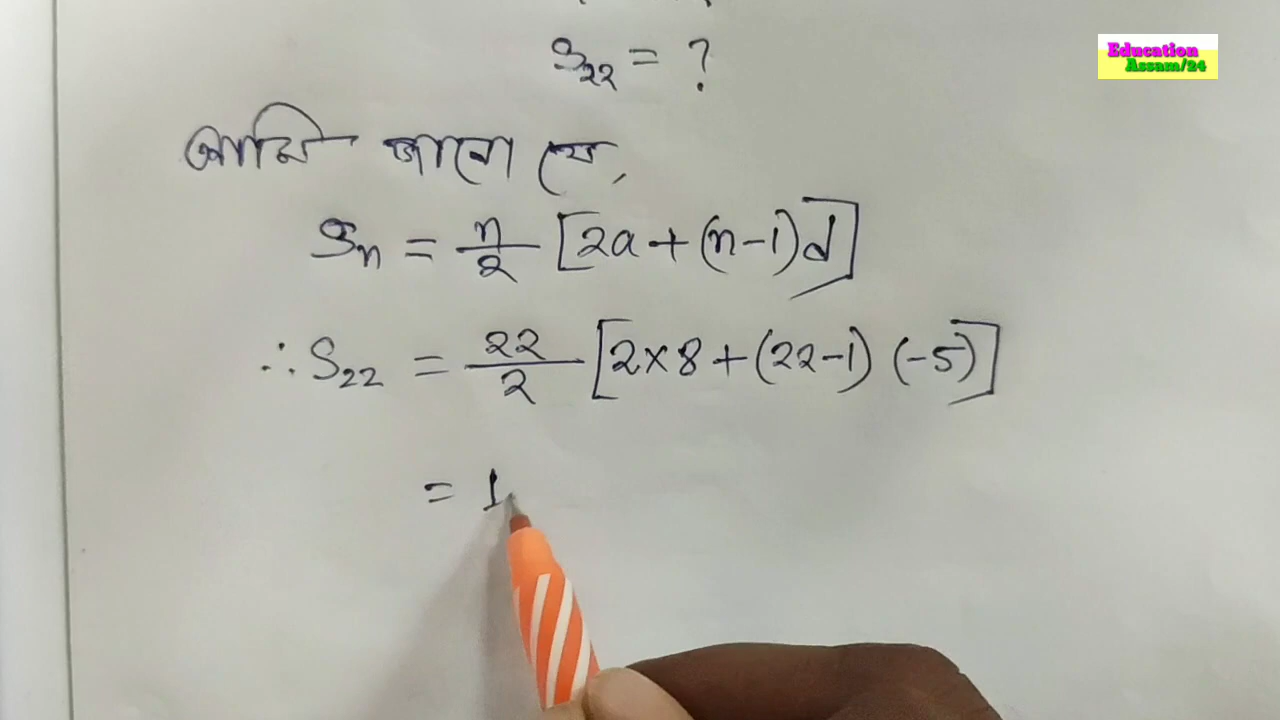 Education
Assam/24
S₂₂ = ?
আমি জানো যে,
Sₙ = n/2 [2a+(n-1)d]
∴ S₂₂ = 22/2 [2×8+(22-1)(-5)]
= 1